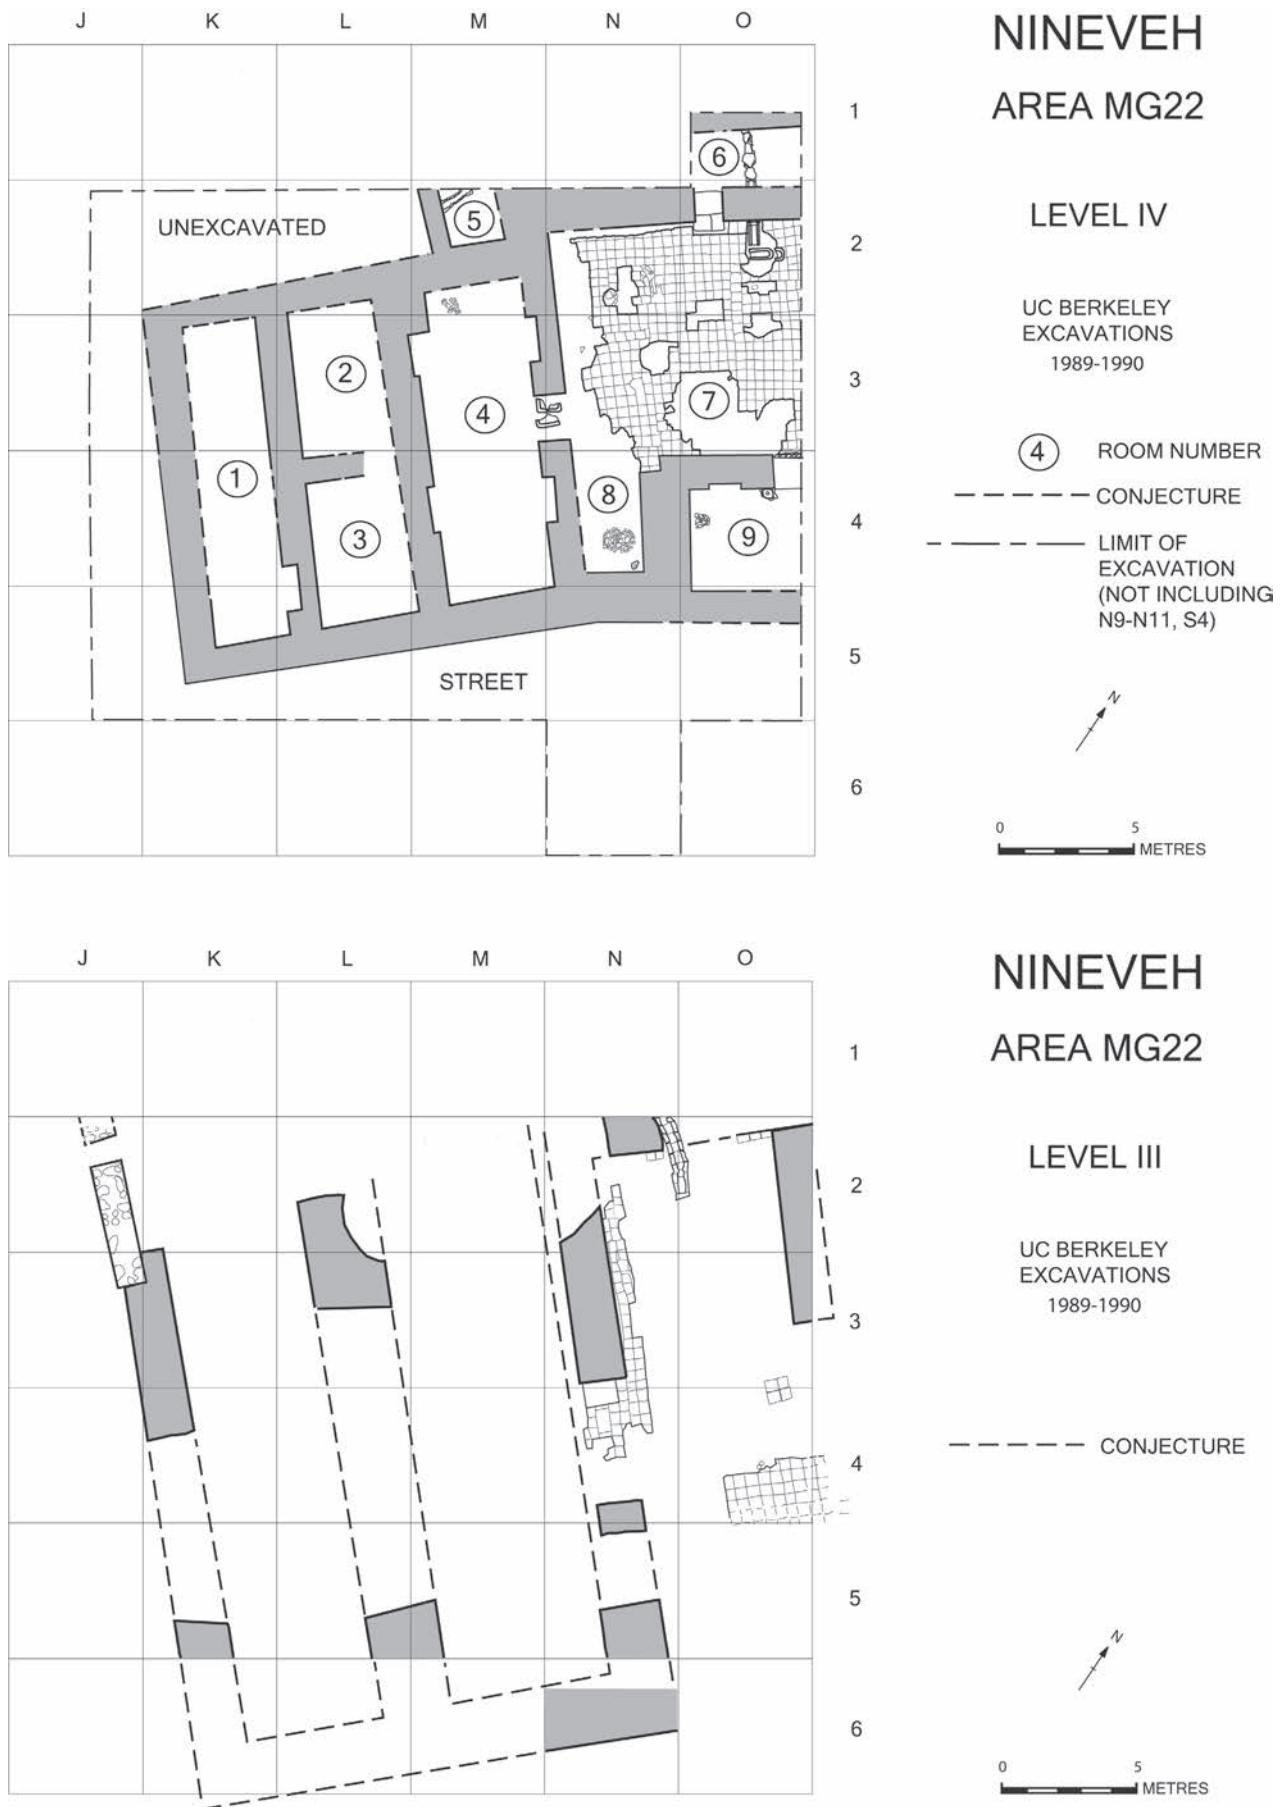 J K L M N O
NINEVEH
AREA MG22
LEVEL IV
UC BERKELEY
EXCAVATIONS
1989-1990
4 ROOM NUMBER
CONJECTURE
LIMIT OF
EXCAVATION
(NOT INCLUDING
N9-N11, S4)
N
0 5
METRES
1
2
3
4
5
6
UNEXCAVATED
6
5
2
4
7
1
8
3
9
STREET
J K L M N O
NINEVEH
AREA MG22
LEVEL III
UC BERKELEY
EXCAVATIONS
1989-1990
CONJECTURE
N
0 5
METRES
1
2
3
4
5
6